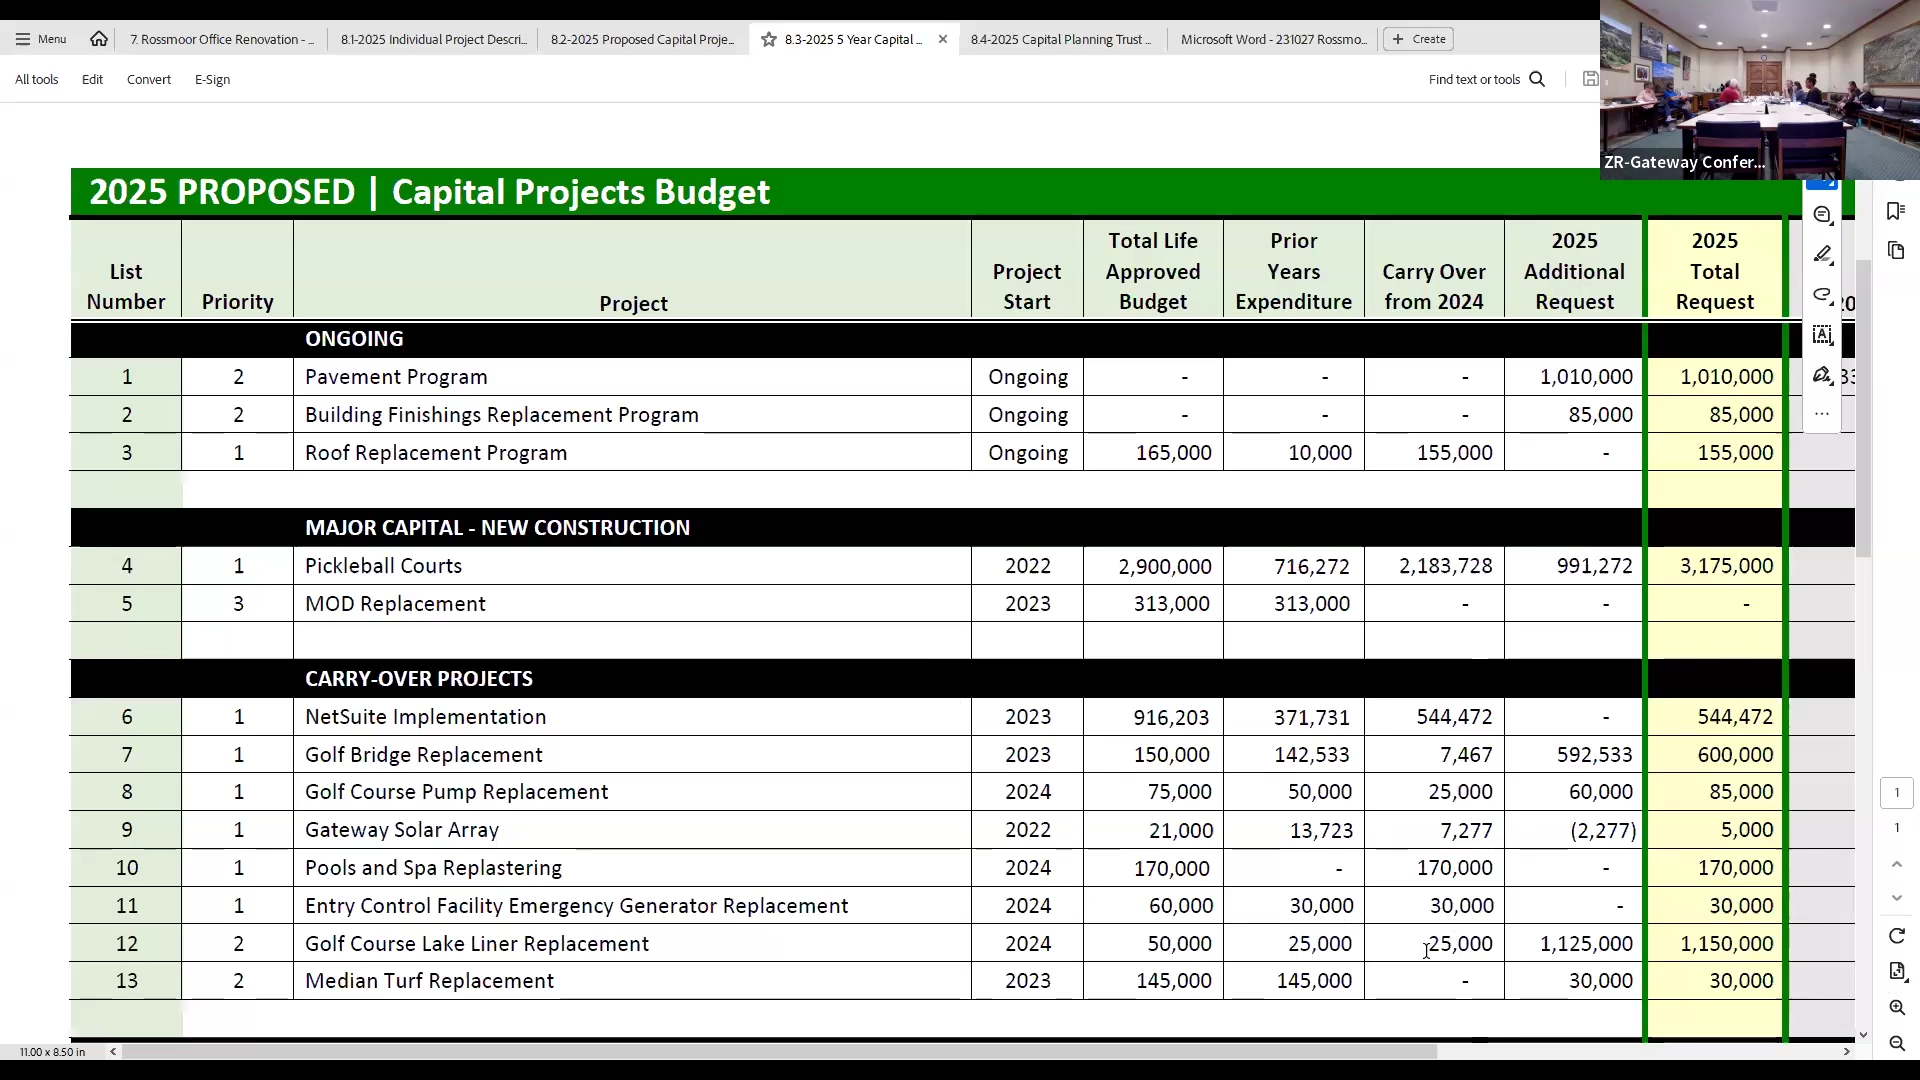 Menu
7. Rossmoor Office Renovation - ...
8.1-2025 Individual Project Descri...
8.2-2025 Proposed Capital Proje...
8.3-2025 5 Year Capital ...
8.4-2025 Capital Planning Trust ...
Microsoft Word - 231027 Rossmo...
+ Create
All tools Edit Convert E-Sign
Find text or tools
ZR-Gateway Confer...
2025 PROPOSED | Capital Projects Budget
List Number Priority Project Project Start Total Life Approved Budget Prior Years Expenditure Carry Over from 2024 2025 Additional Request 2025 Total Request
ONGOING
1 2 Pavement Program Ongoing - - - 1,010,000 1,010,000
2 2 Building Finishings Replacement Program Ongoing - - - 85,000 85,000
3 1 Roof Replacement Program Ongoing 165,000 10,000 155,000 - 155,000
MAJOR CAPITAL - NEW CONSTRUCTION
4 1 Pickleball Courts 2022 2,900,000 716,272 2,183,728 991,272 3,175,000
5 3 MOD Replacement 2023 313,000 313,000 - - -
CARRY-OVER PROJECTS
6 1 NetSuite Implementation 2023 916,203 371,731 544,472 - 544,472
7 1 Golf Bridge Replacement 2023 150,000 142,533 7,467 592,533 600,000
8 1 Golf Course Pump Replacement 2024 75,000 50,000 25,000 60,000 85,000
9 1 Gateway Solar Array 2022 21,000 13,723 7,277 (2,277) 5,000
10 1 Pools and Spa Replastering 2024 170,000 - 170,000 - 170,000
11 1 Entry Control Facility Emergency Generator Replacement 2024 60,000 30,000 30,000 - 30,000
12 2 Golf Course Lake Liner Replacement 2024 50,000 25,000 25,000 1,125,000 1,150,000
13 2 Median Turf Replacement 2023 145,000 145,000 - 30,000 30,000
1
1
11.00 x 8.50 in